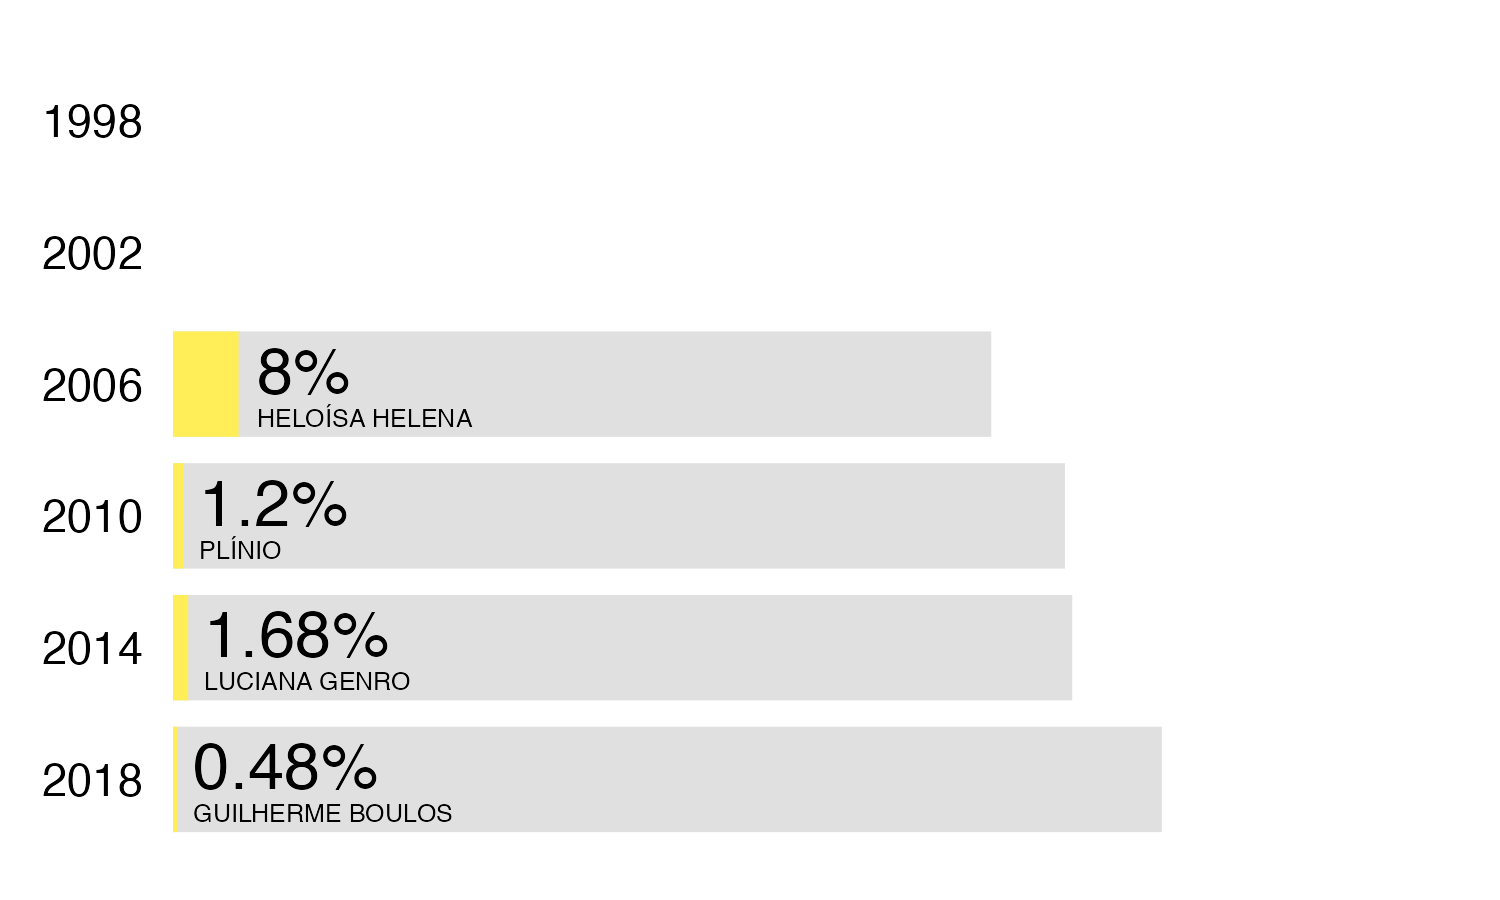 1998
2002
2006
8%
HELOÍSA HELENA
2010
1.2%
PLÍNIO
2014
1.68%
LUCIANA GENRO
2018
0.48%
GUILHERME BOULOS